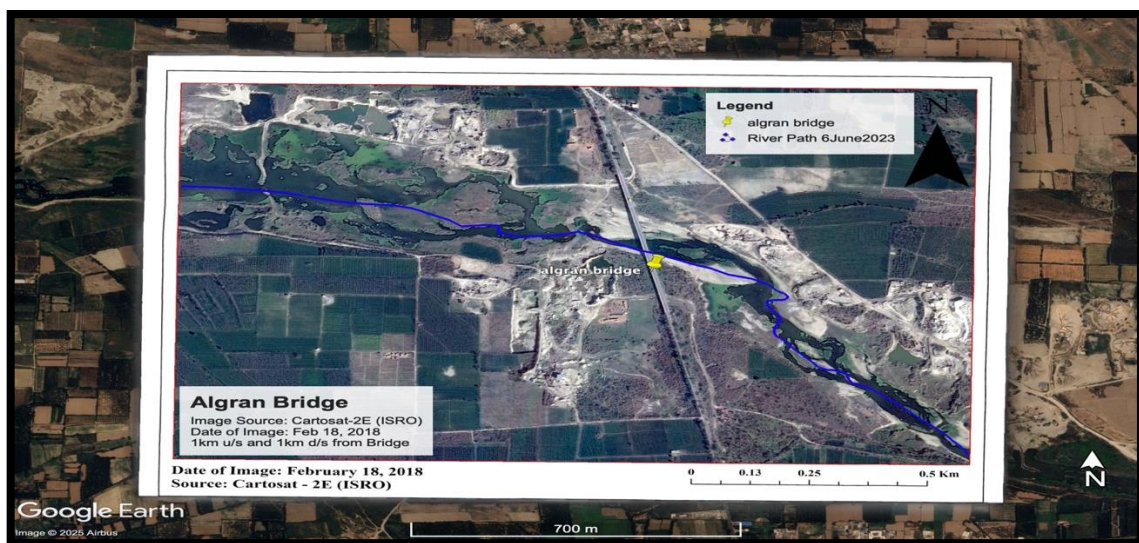 Legend
algran bridge
River Path 6June2023
N
algran bridge
Algran Bridge
Image Source: Cartosat-2E (ISRO)
Date of Image: Feb 18, 2018
1km u/s and 1km d/s from Bridge
Date of Image: February 18, 2018
Source: Cartosat - 2E (ISRO)
0 0.13 0.25 0.5 Km
N
Google Earth
Image © 2025 Airbus
700 m